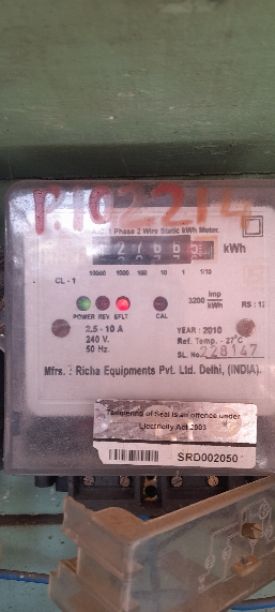 P.102214
A.C. 1 Phase 2 Wire Static kWh Meter.
kWh
10000 1000 100 10 1 1/10
CL - 1
3200 imp/kWh
RS : 12
POWER REV. E/LT CAL
2.5 - 10 A
240 V.
50 Hz.
YEAR : 2010
Ref. Temp. - 27°C
SL. No. 228147
Mfrs. : Richa Equipments Pvt. Ltd. Delhi, (INDIA).
Tampering of Seal is an offence under
Electricity Act 2003
SRD002050